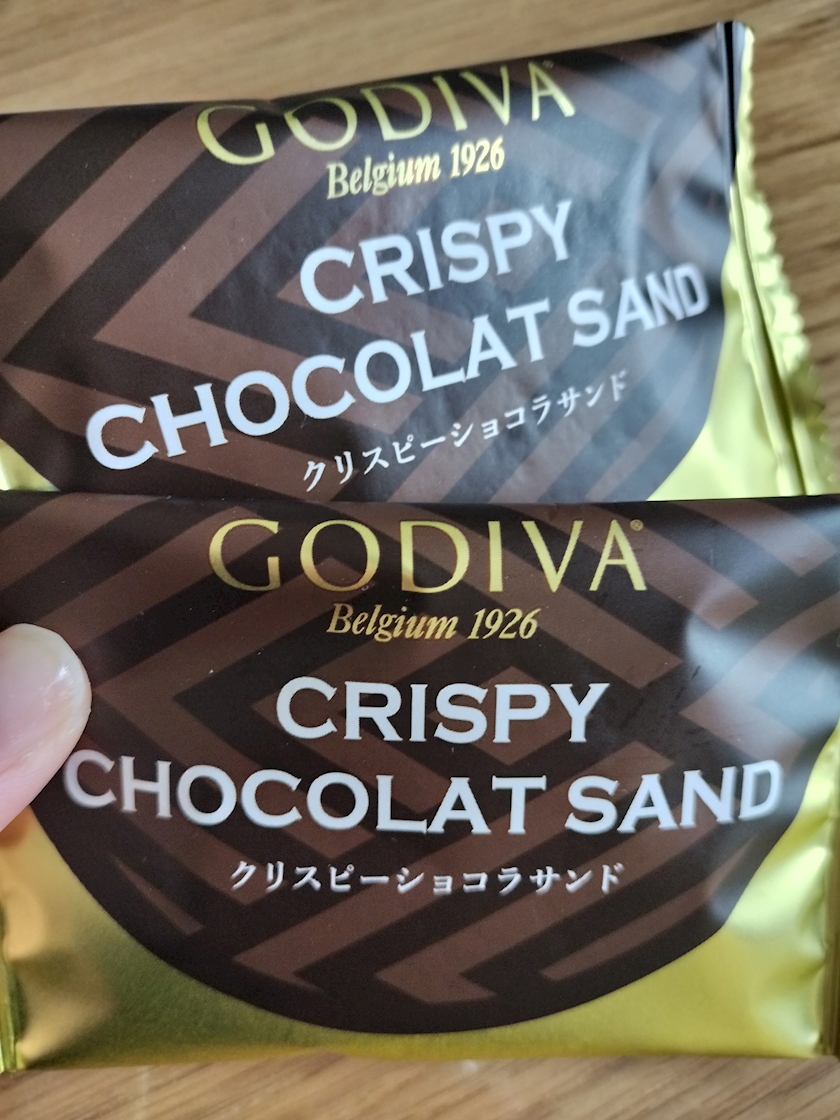 GODIVA
Belgium 1926
CRISPY
CHOCOLAT SAND
クリスピーショコラサンド
GODIVA®
Belgium 1926
CRISPY
CHOCOLAT SAND
クリスピーショコラサンド